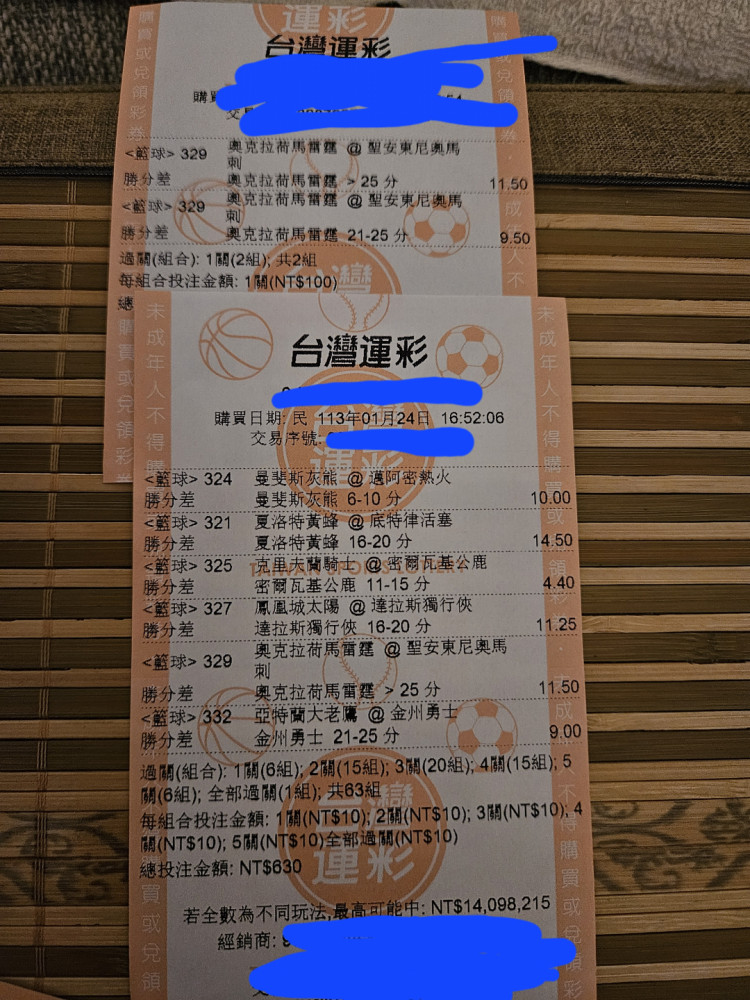 運彩
台灣運彩
購買
<籃球> 329 奧克拉荷馬雷霆 @ 聖安東尼奧馬
刺
勝分差 奧克拉荷馬雷霆 > 25 分 11.50
<籃球> 329 奧克拉荷馬雷霆 @ 聖安東尼奧馬
刺
勝分差 奧克拉荷馬雷霆 21-25 分 9.50
過關(組合): 1關(2組); 共2組
每組合投注金額: 1關(NT$100)
總
台灣運彩
購買日期: 民 113年01月24日 16:52:06
交易序號:
<籃球> 324 曼斐斯灰熊 @ 邁阿密熱火
勝分差 曼斐斯灰熊 6-10 分 10.00
<籃球> 321 夏洛特黃蜂 @ 底特律活塞
勝分差 夏洛特黃蜂 16-20 分 14.50
<籃球> 325 克里夫蘭騎士 @ 密爾瓦基公鹿
勝分差 密爾瓦基公鹿 11-15 分 4.40
<籃球> 327 鳳凰城太陽 @ 達拉斯獨行俠
勝分差 達拉斯獨行俠 16-20 分 11.25
<籃球> 329 奧克拉荷馬雷霆 @ 聖安東尼奧馬
刺
勝分差 奧克拉荷馬雷霆 > 25 分 11.50
<籃球> 332 亞特蘭大老鷹 @ 金州勇士
勝分差 金州勇士 21-25 分 9.00
過關(組合): 1關(6組); 2關(15組); 3關(20組); 4關(15組); 5
關(6組); 全部過關(1組); 共63組
每組合投注金額: 1關(NT$10); 2關(NT$10); 3關(NT$10); 4
關(NT$10); 5關(NT$10)全部過關(NT$10)
總投注金額: NT$630
若全數為不同玩法,最高可能中: NT$14,098,215
經銷商:
購買或兌領彩券
未成年人不得購買或兌領
台灣運彩